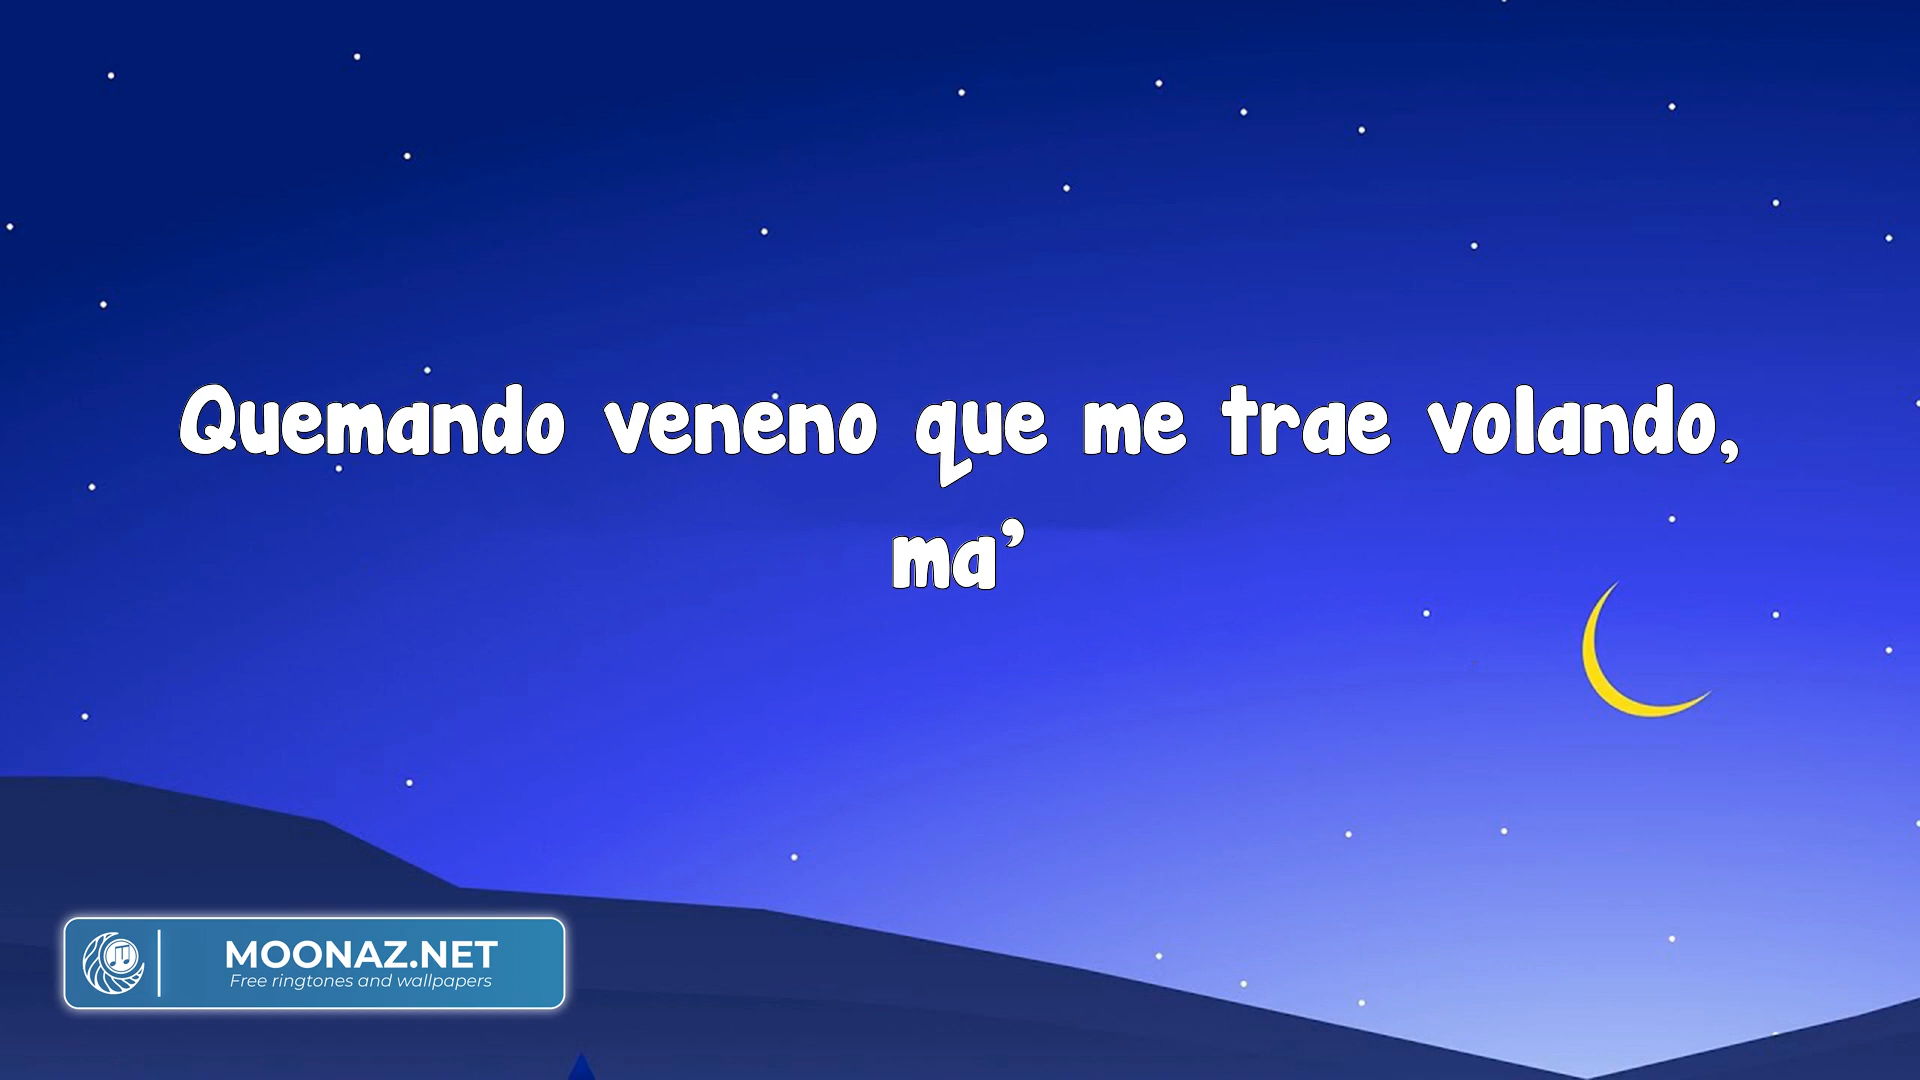 Quemando veneno que me trae volando,
ma’
MOONAZ.NET
Free ringtones and wallpapers